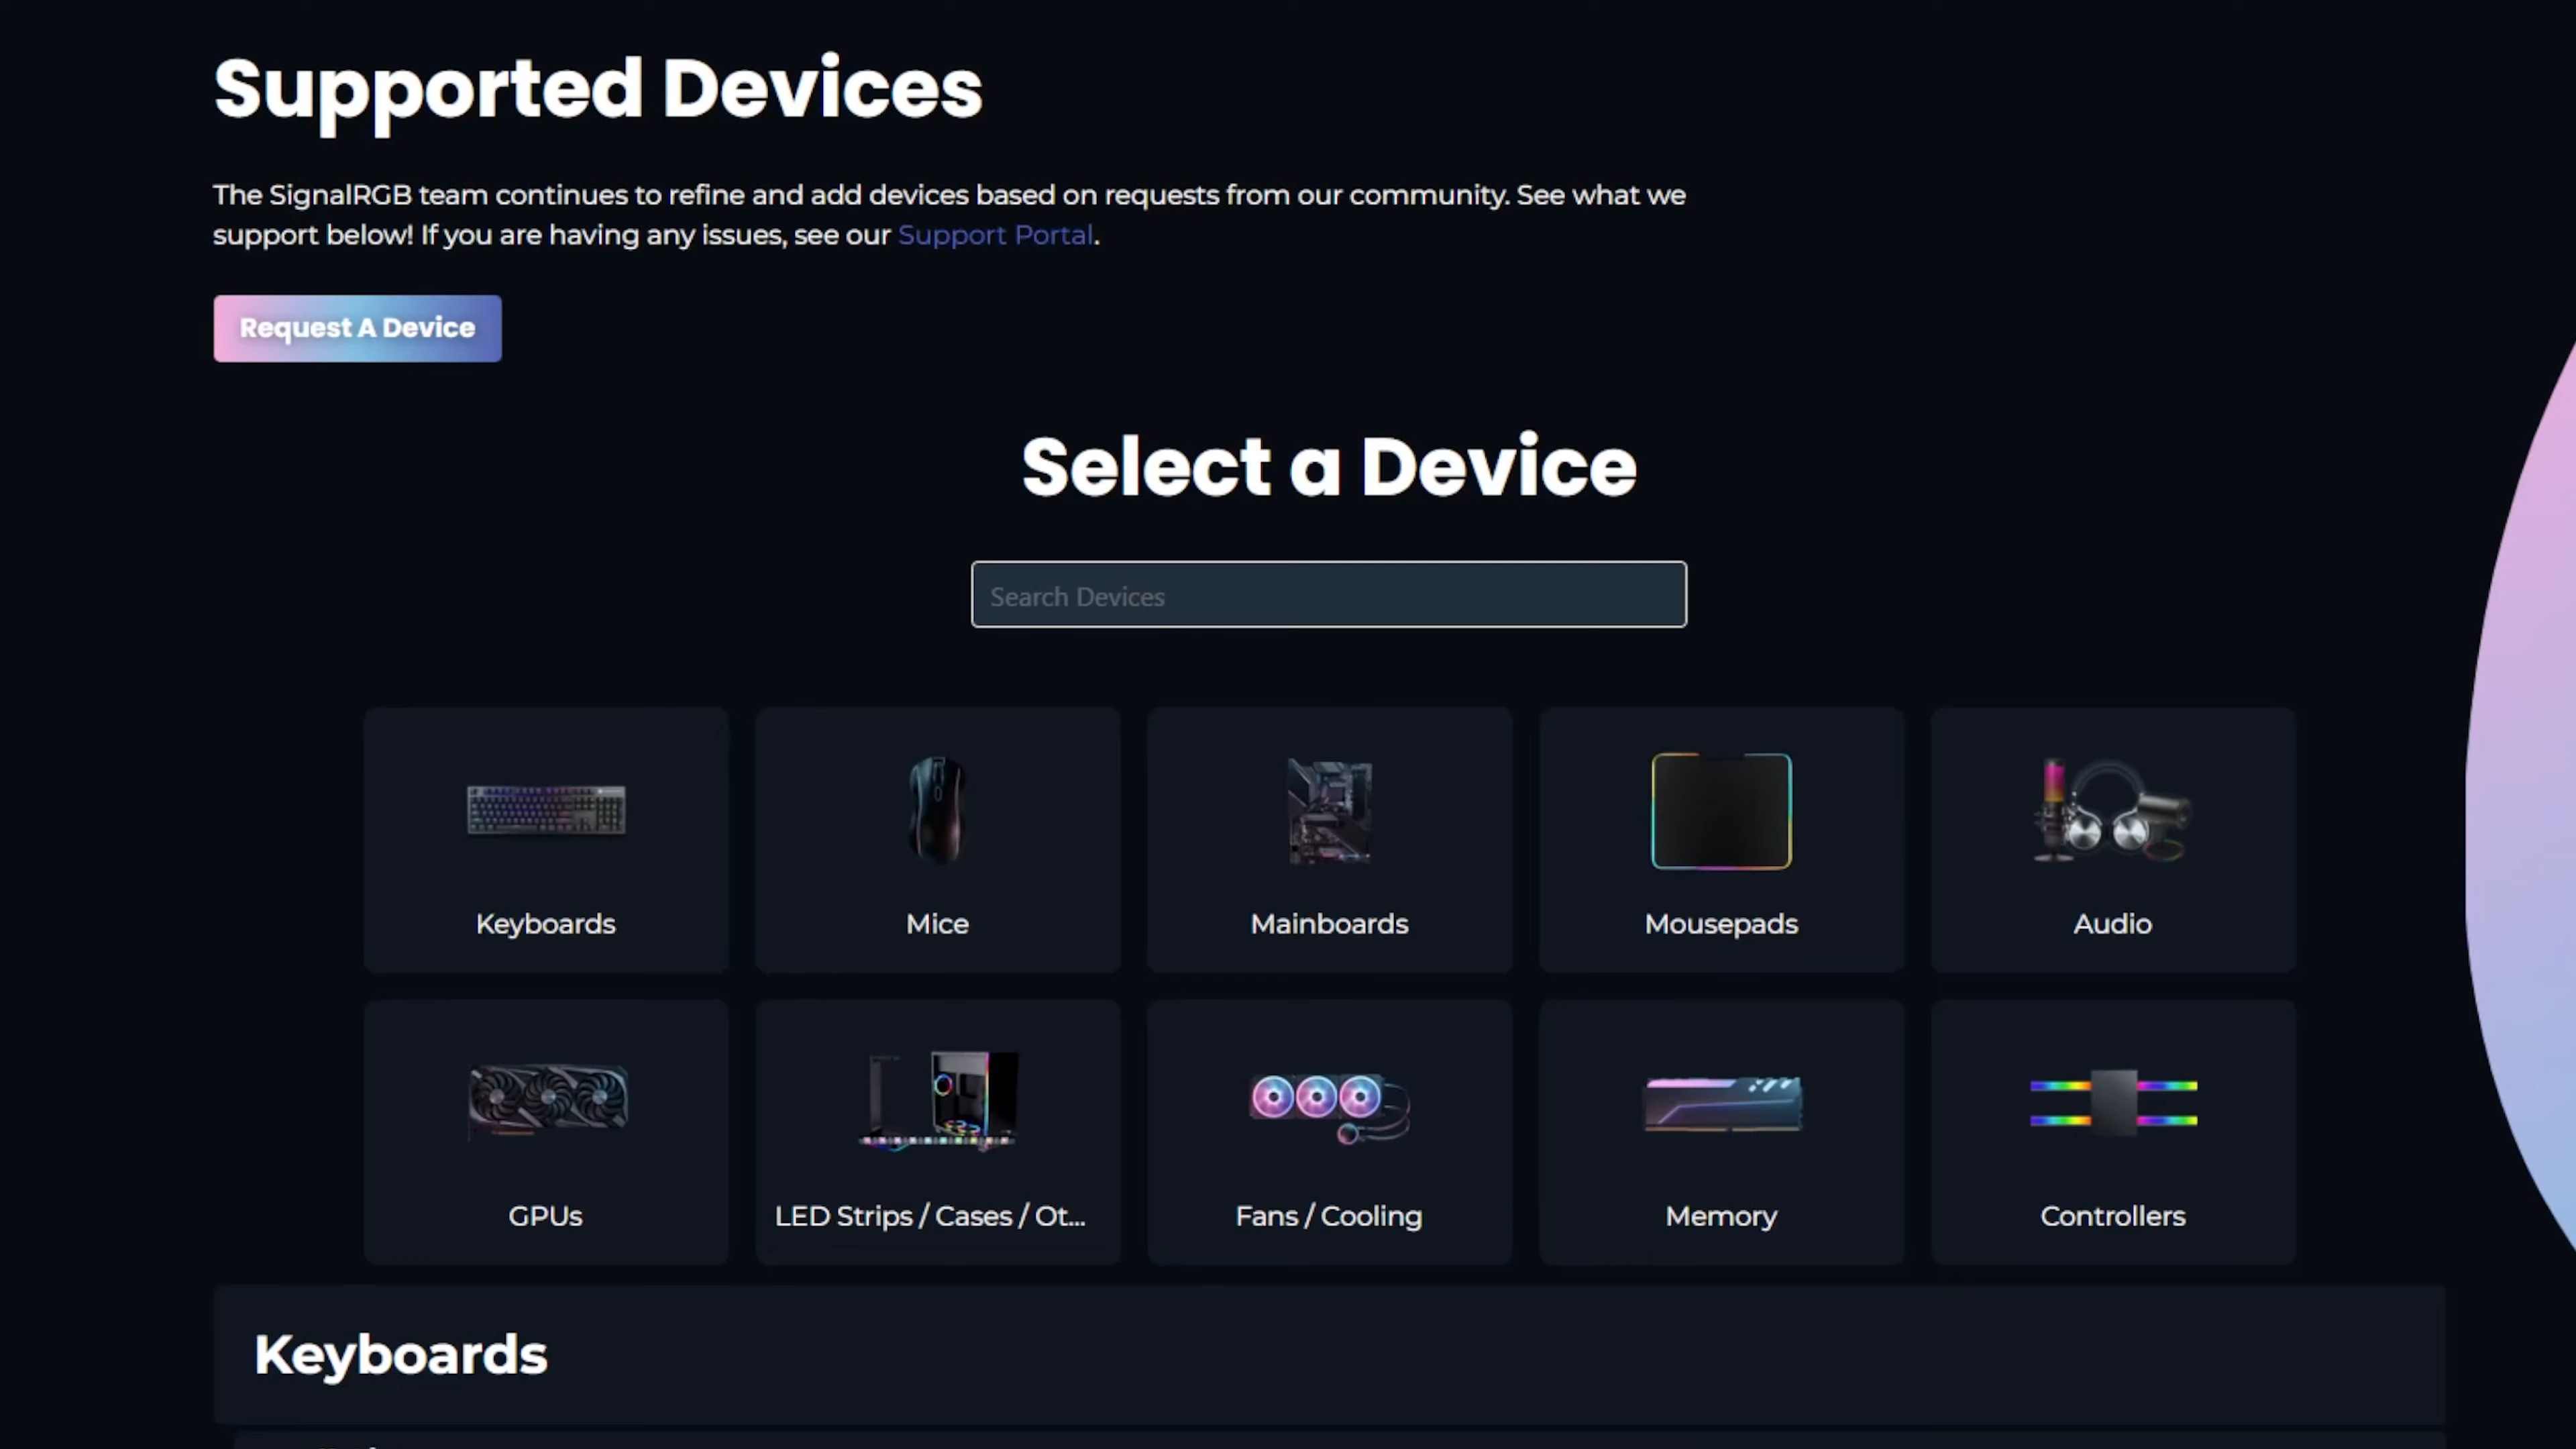 Supported Devices
The SignalRGB team continues to refine and add devices based on requests from our community. See what we
support below! If you are having any issues, see our Support Portal.
Request A Device
Select a Device
Search Devices
Keyboards
Mice
Mainboards
Mousepads
Audio
GPUs
LED Strips / Cases / Ot...
Fans / Cooling
Memory
Controllers
Keyboards